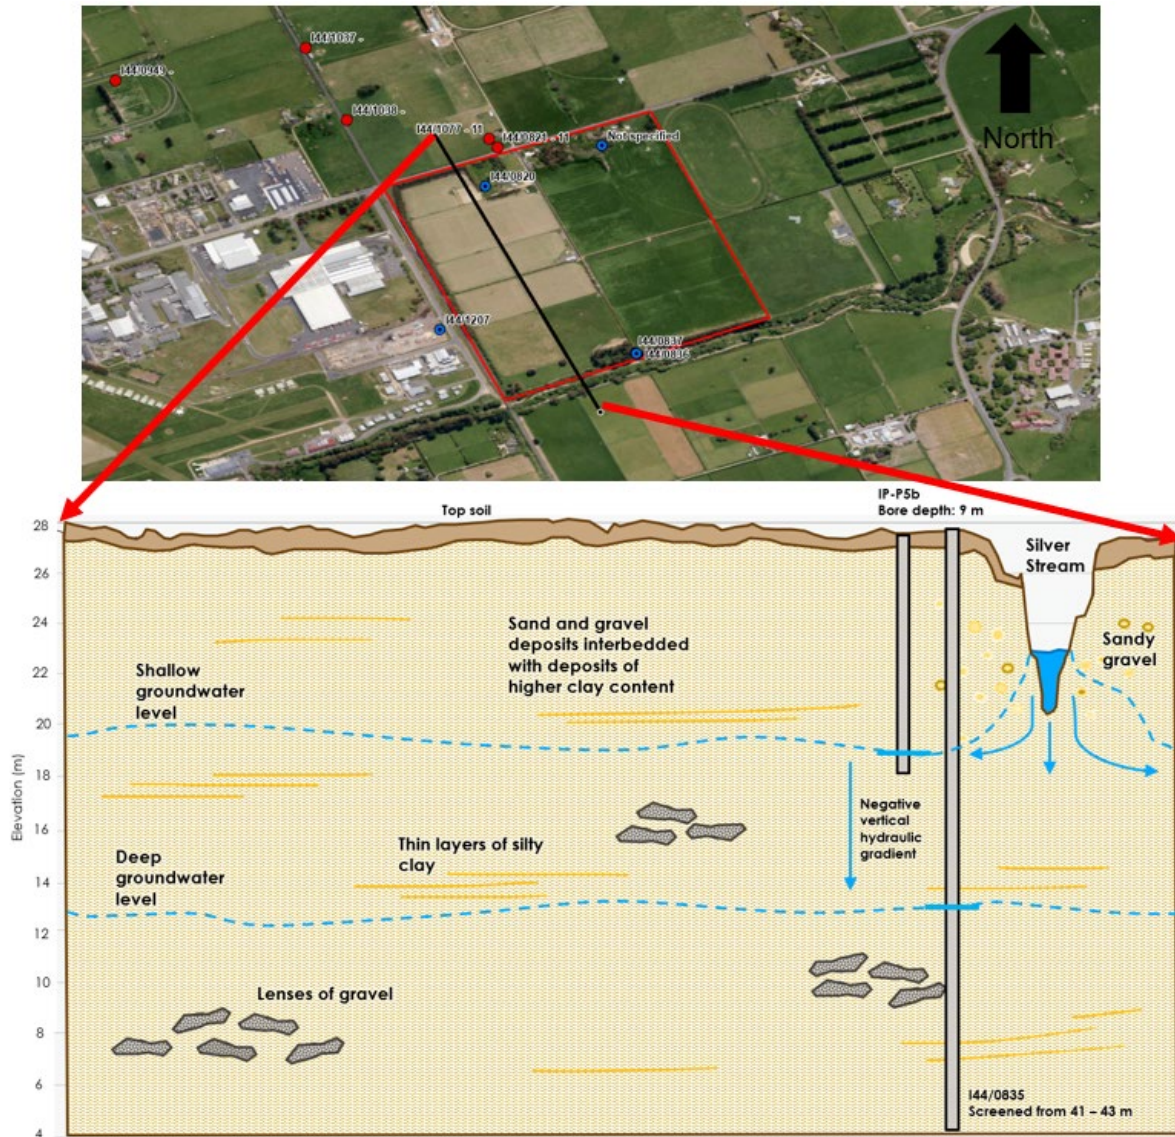 I44/1037 -
I44/0949 -
I44/1038 -
I44/1077 - 11
I44/0821 - 11
Not specified
North
I44/0820
I44/1207
I44/0837
I44/0836
IP-P5b
Bore depth: 9 m
28
Top soil
Silver
Stream
26
24
Sand and gravel
deposits interbedded
with deposits of
higher clay content
Sandy
gravel
22
Shallow
groundwater
level
20
18
Elevation (m)
Negative
vertical
hydraulic
gradient
16
Thin layers of silty
clay
Deep
groundwater
level
14
12
10
Lenses of gravel
8
6
I44/0835
Screened from 41 – 43 m
4